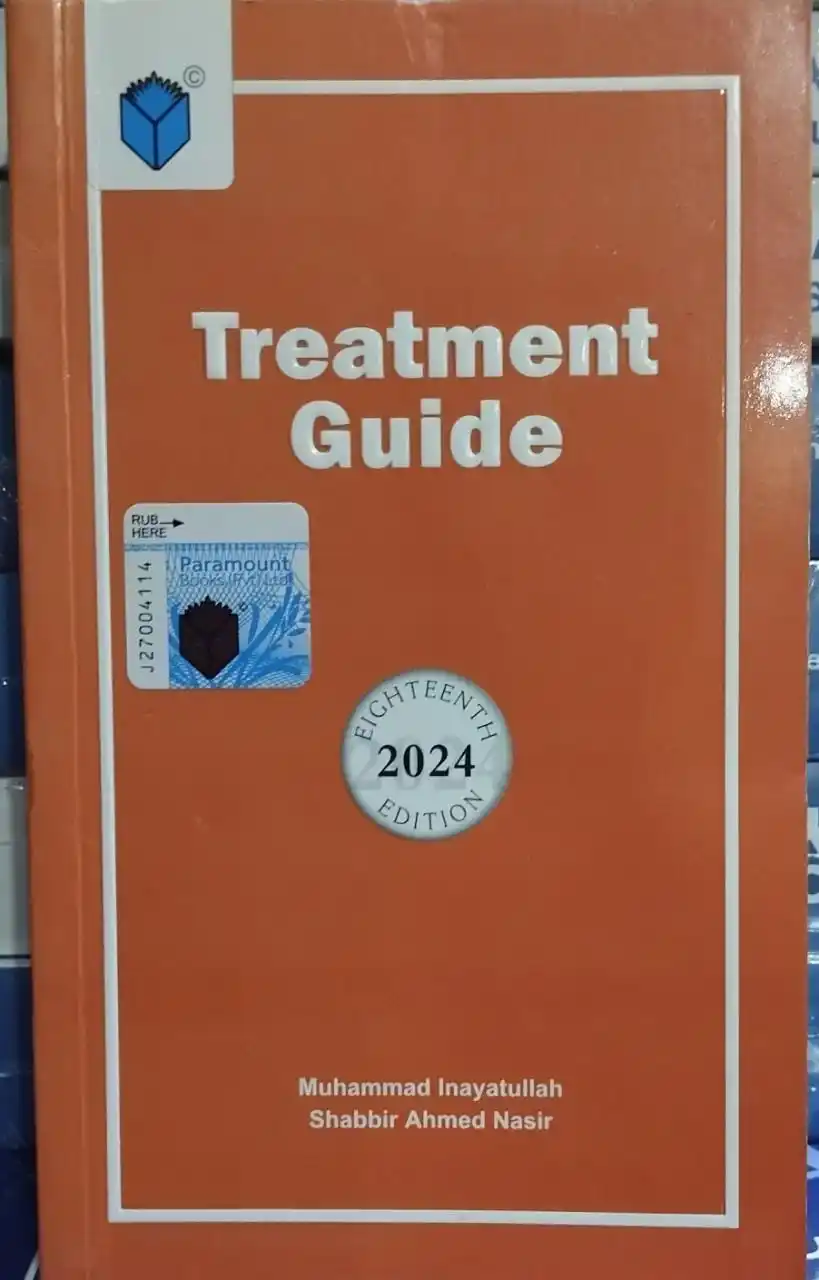 ©
Treatment
Guide
RUB
HERE
Paramount
Books (Pvt) Ltd
J27004114
EIGHTEENTH
2024
EDITION
Muhammad Inayatullah
Shabbir Ahmed Nasir